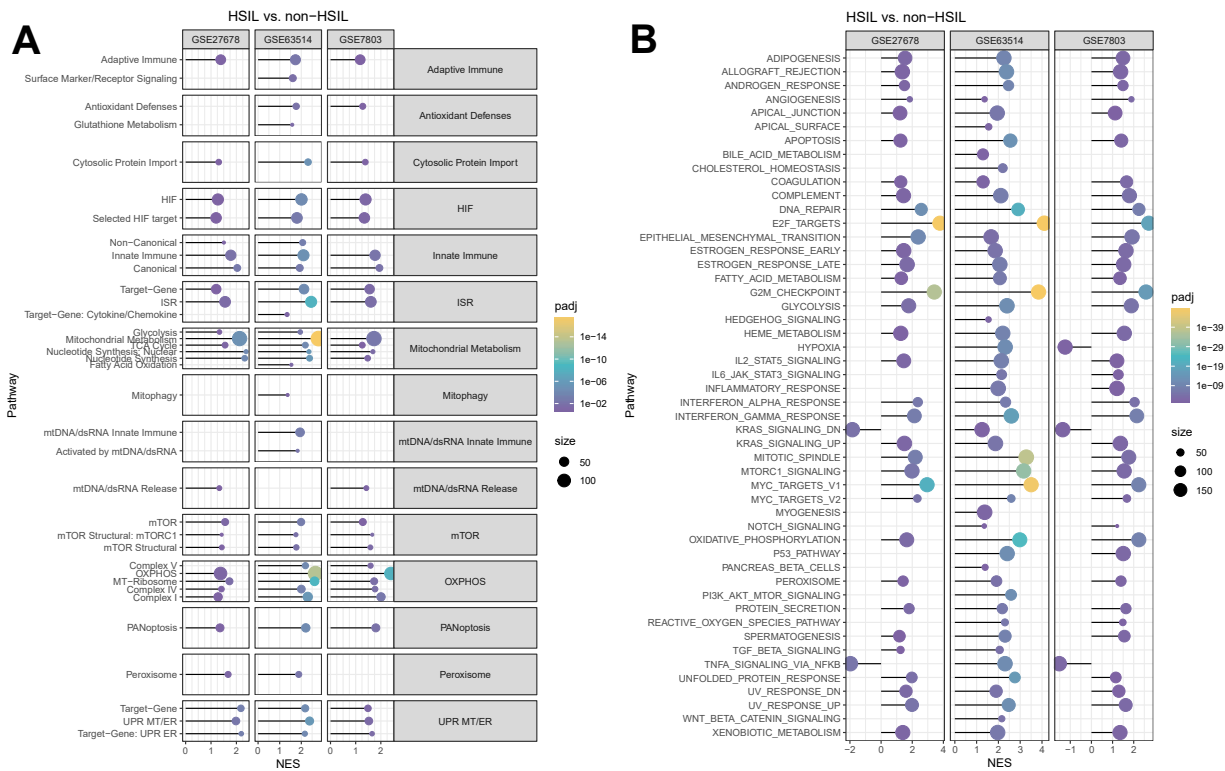 A
HSIL vs. non−HSIL
GSE27678
GSE63514
GSE7803
Pathway
Adaptive Immune
Surface Marker/Receptor Signaling
Adaptive Immune
Antioxidant Defenses
Glutathione Metabolism
Antioxidant Defenses
Cytosolic Protein Import
Cytosolic Protein Import
HIF
Selected HIF target
HIF
Non−Canonical
Innate Immune
Canonical
Innate Immune
Target−Gene
ISR
Target−Gene: Cytokine/Chemokine
ISR
Glycolysis
Mitochondrial Metabolism
TCA Cycle
Nucleotide Synthesis: Nuclear
Nucleotide Synthesis
Fatty Acid Oxidation
Mitochondrial Metabolism
Mitophagy
Mitophagy
mtDNA/dsRNA Innate Immune
Activated by mtDNA/dsRNA
mtDNA/dsRNA Innate Immune
mtDNA/dsRNA Release
mtDNA/dsRNA Release
mTOR
mTOR Structural: mTORC1
mTOR Structural
mTOR
Complex V
OXPHOS
MT−Ribosome
Complex IV
Complex I
OXPHOS
PANoptosis
PANoptosis
Peroxisome
Peroxisome
Target−Gene
UPR MT/ER
Target−Gene: UPR ER
UPR MT/ER
0 1 2 0 1 2 0 1 2
NES
padj
1e−14
1e−10
1e−06
1e−02
size
50
100
B
HSIL vs. non−HSIL
GSE27678
GSE63514
GSE7803
Pathway
ADIPOGENESIS
ALLOGRAFT_REJECTION
ANDROGEN_RESPONSE
ANGIOGENESIS
APICAL_JUNCTION
APICAL_SURFACE
APOPTOSIS
BILE_ACID_METABOLISM
CHOLESTEROL_HOMEOSTASIS
COAGULATION
COMPLEMENT
DNA_REPAIR
E2F_TARGETS
EPITHELIAL_MESENCHYMAL_TRANSITION
ESTROGEN_RESPONSE_EARLY
ESTROGEN_RESPONSE_LATE
FATTY_ACID_METABOLISM
G2M_CHECKPOINT
GLYCOLYSIS
HEDGEHOG_SIGNALING
HEME_METABOLISM
HYPOXIA
IL2_STAT5_SIGNALING
IL6_JAK_STAT3_SIGNALING
INFLAMMATORY_RESPONSE
INTERFERON_ALPHA_RESPONSE
INTERFERON_GAMMA_RESPONSE
KRAS_SIGNALING_DN
KRAS_SIGNALING_UP
MITOTIC_SPINDLE
MTORC1_SIGNALING
MYC_TARGETS_V1
MYC_TARGETS_V2
MYOGENESIS
NOTCH_SIGNALING
OXIDATIVE_PHOSPHORYLATION
P53_PATHWAY
PANCREAS_BETA_CELLS
PEROXISOME
PI3K_AKT_MTOR_SIGNALING
PROTEIN_SECRETION
REACTIVE_OXYGEN_SPECIES_PATHWAY
SPERMATOGENESIS
TGF_BETA_SIGNALING
TNFA_SIGNALING_VIA_NFKB
UNFOLDED_PROTEIN_RESPONSE
UV_RESPONSE_DN
UV_RESPONSE_UP
WNT_BETA_CATENIN_SIGNALING
XENOBIOTIC_METABOLISM
−2 0 2 4 0 1 2 3 4 −1 0 1 2
NES
padj
1e−39
1e−29
1e−19
1e−09
size
50
100
150